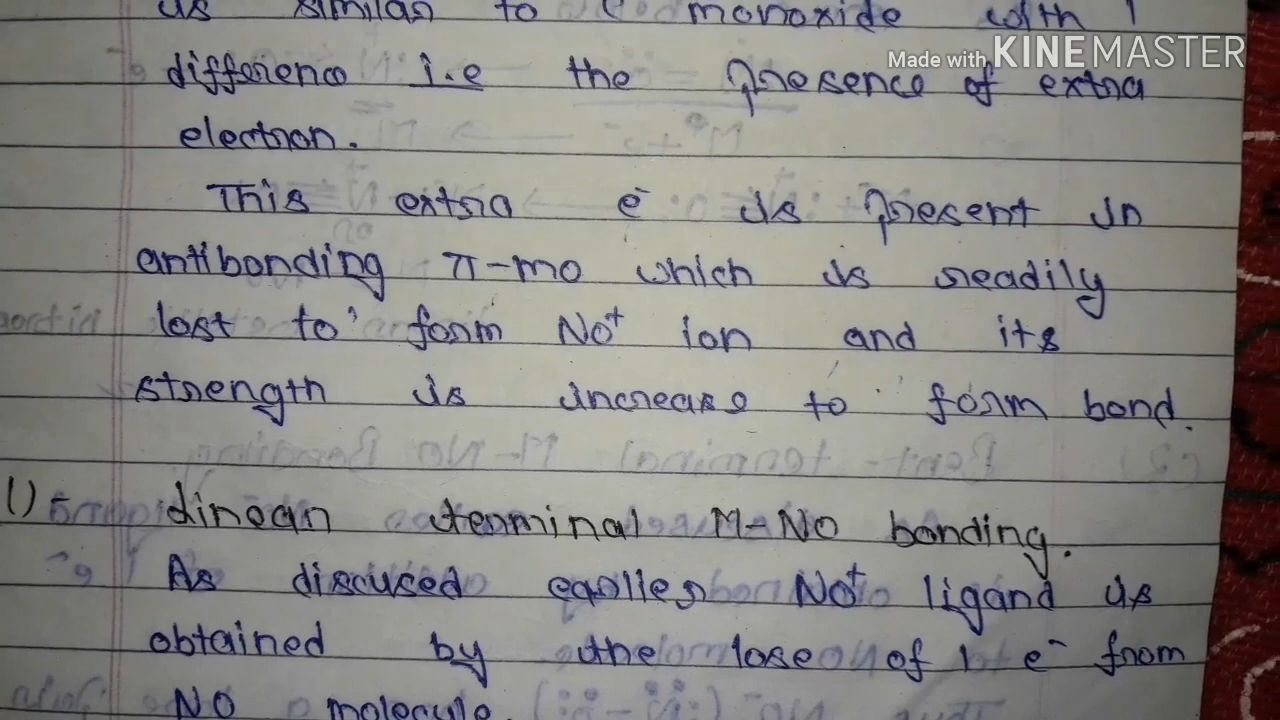 is similar to C monoxide with 1
Made with KINEMASTER
difference i.e the presence of extra
electron.
This extra e⁻ is present in
antibonding π-mo which is readily
lost to form NO⁺ ion and its
strength is increase to form bond.
1) linear terminal M-NO bonding.
As discused earlier NO⁺ ligand is
obtained by the lose of 1 e⁻ from
NO molecule.